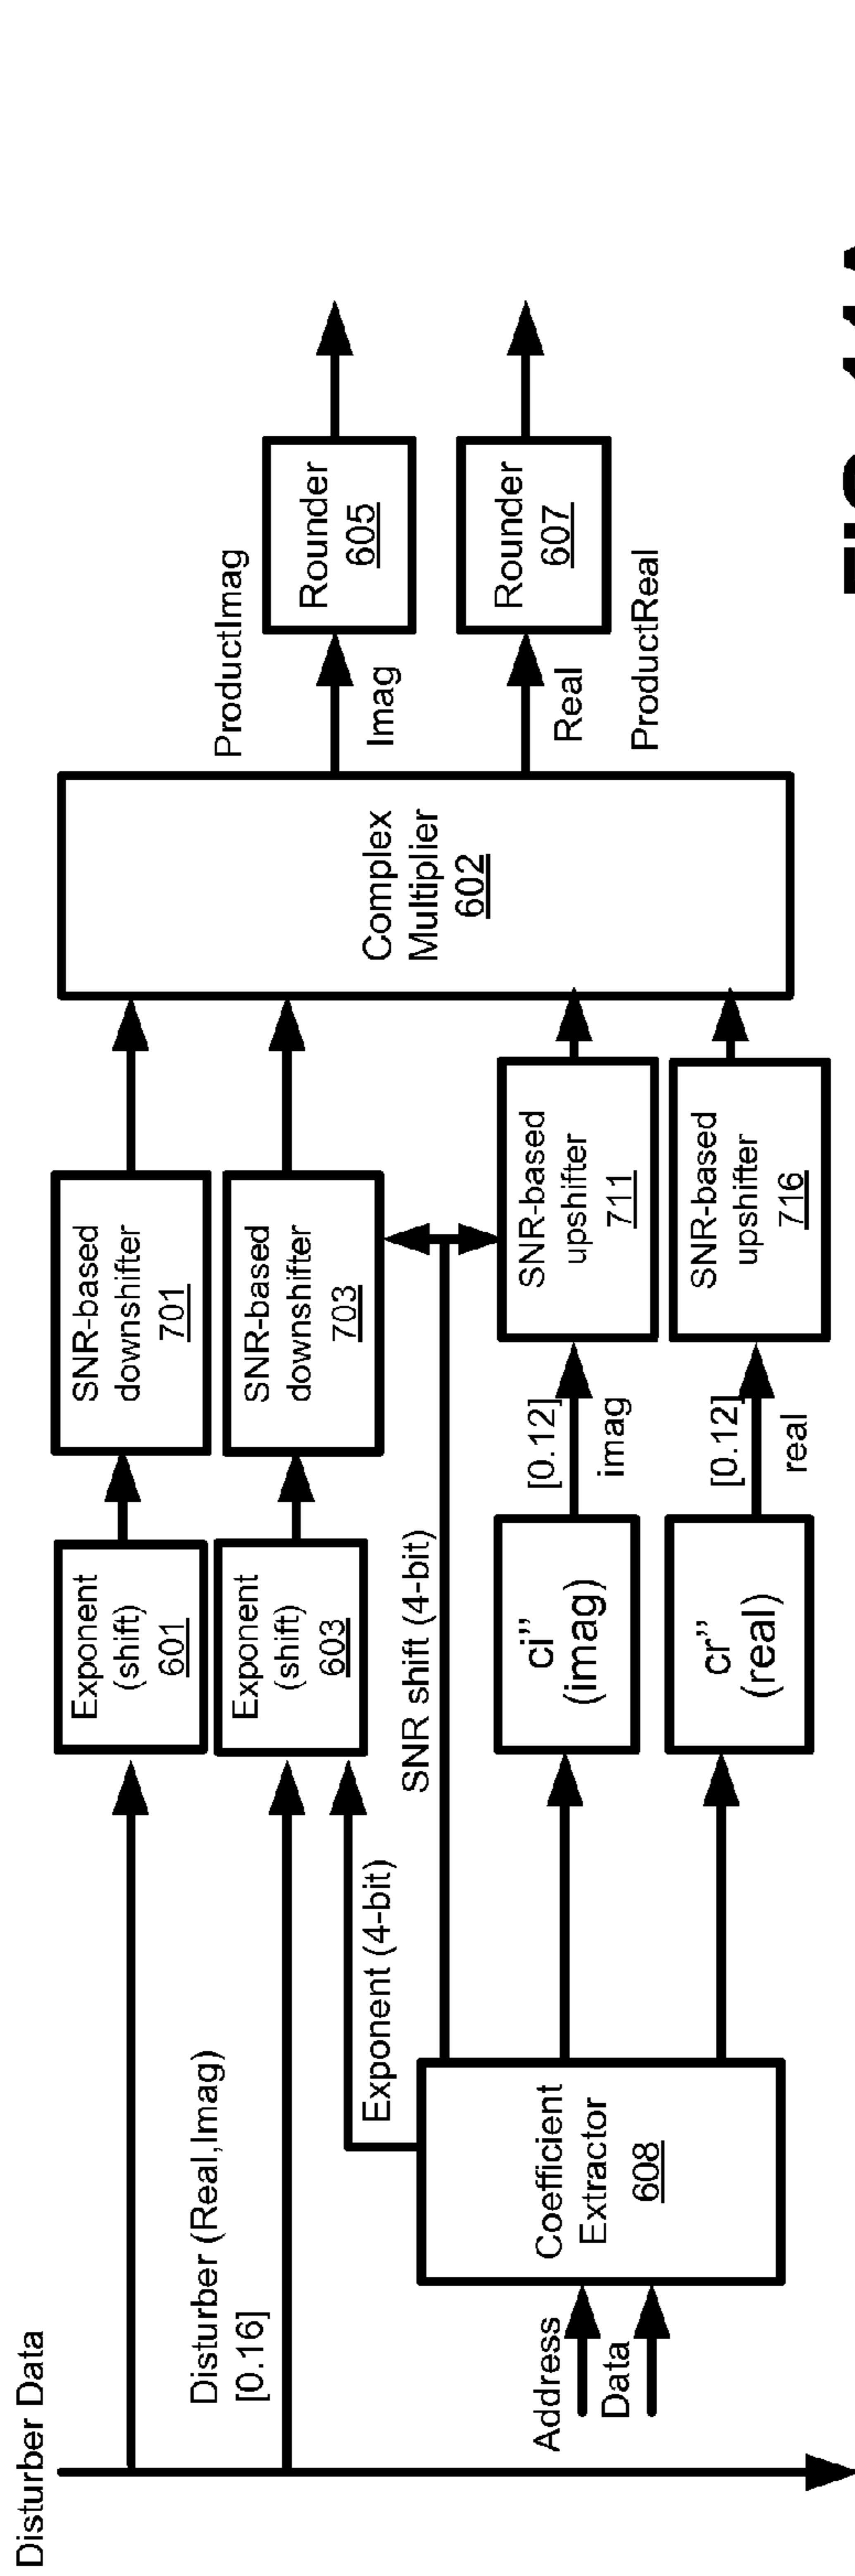 Disturber Data
Disturber (Real,Imag)
[0.16]
Exponent
(shift)
601
SNR-based
downshifter
701
Exponent
(shift)
603
SNR-based
downshifter
703
Exponent (4-bit)
SNR shift (4-bit)
Address
Data
Coefficient
Extractor
608
ci”
(imag)
[0.12]
imag
SNR-based
upshifter
711
cr”
(real)
[0.12]
real
SNR-based
upshifter
716
Complex
Multiplier
602
ProductImag
Imag
Rounder
605
Real
ProductReal
Rounder
607